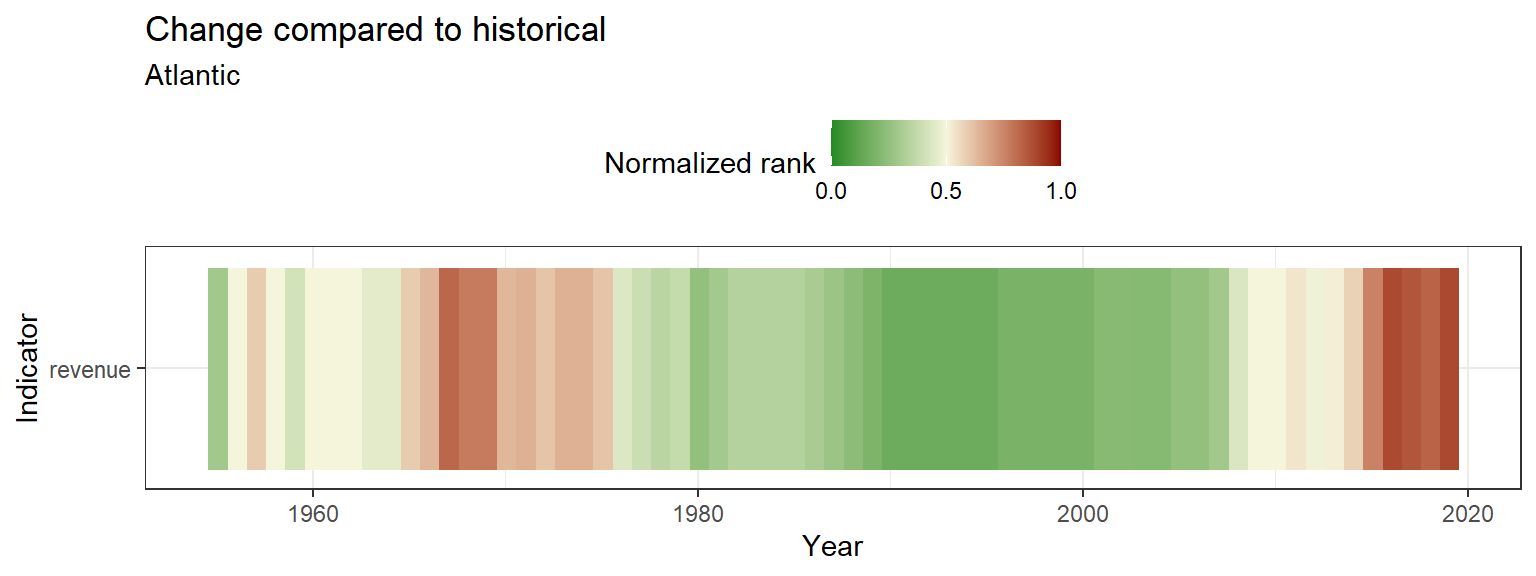 Change compared to historical
Atlantic
Normalized rank
0.0 0.5 1.0
Indicator
revenue
1960 1980 2000 2020
Year